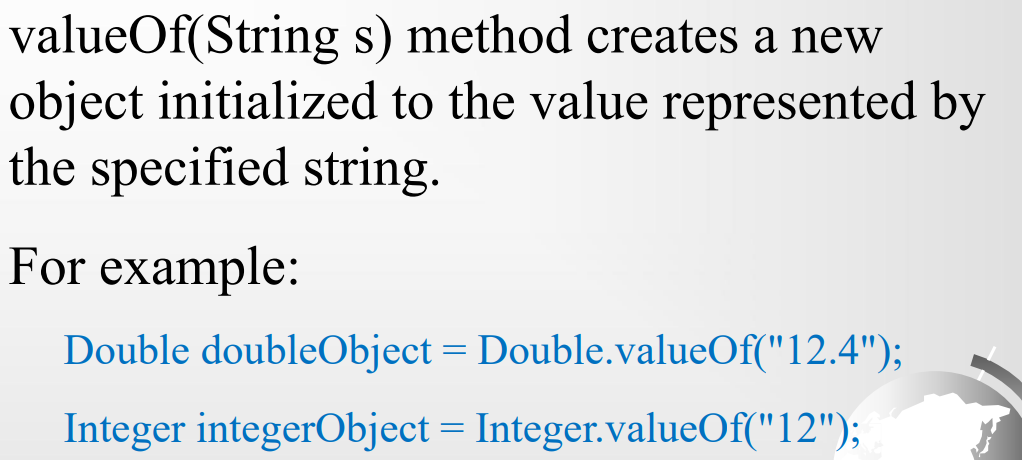 valueOf(String s) method creates a new
object initialized to the value represented by
the specified string.
For example:
Double doubleObject = Double.valueOf("12.4");
Integer integerObject = Integer.valueOf("12");